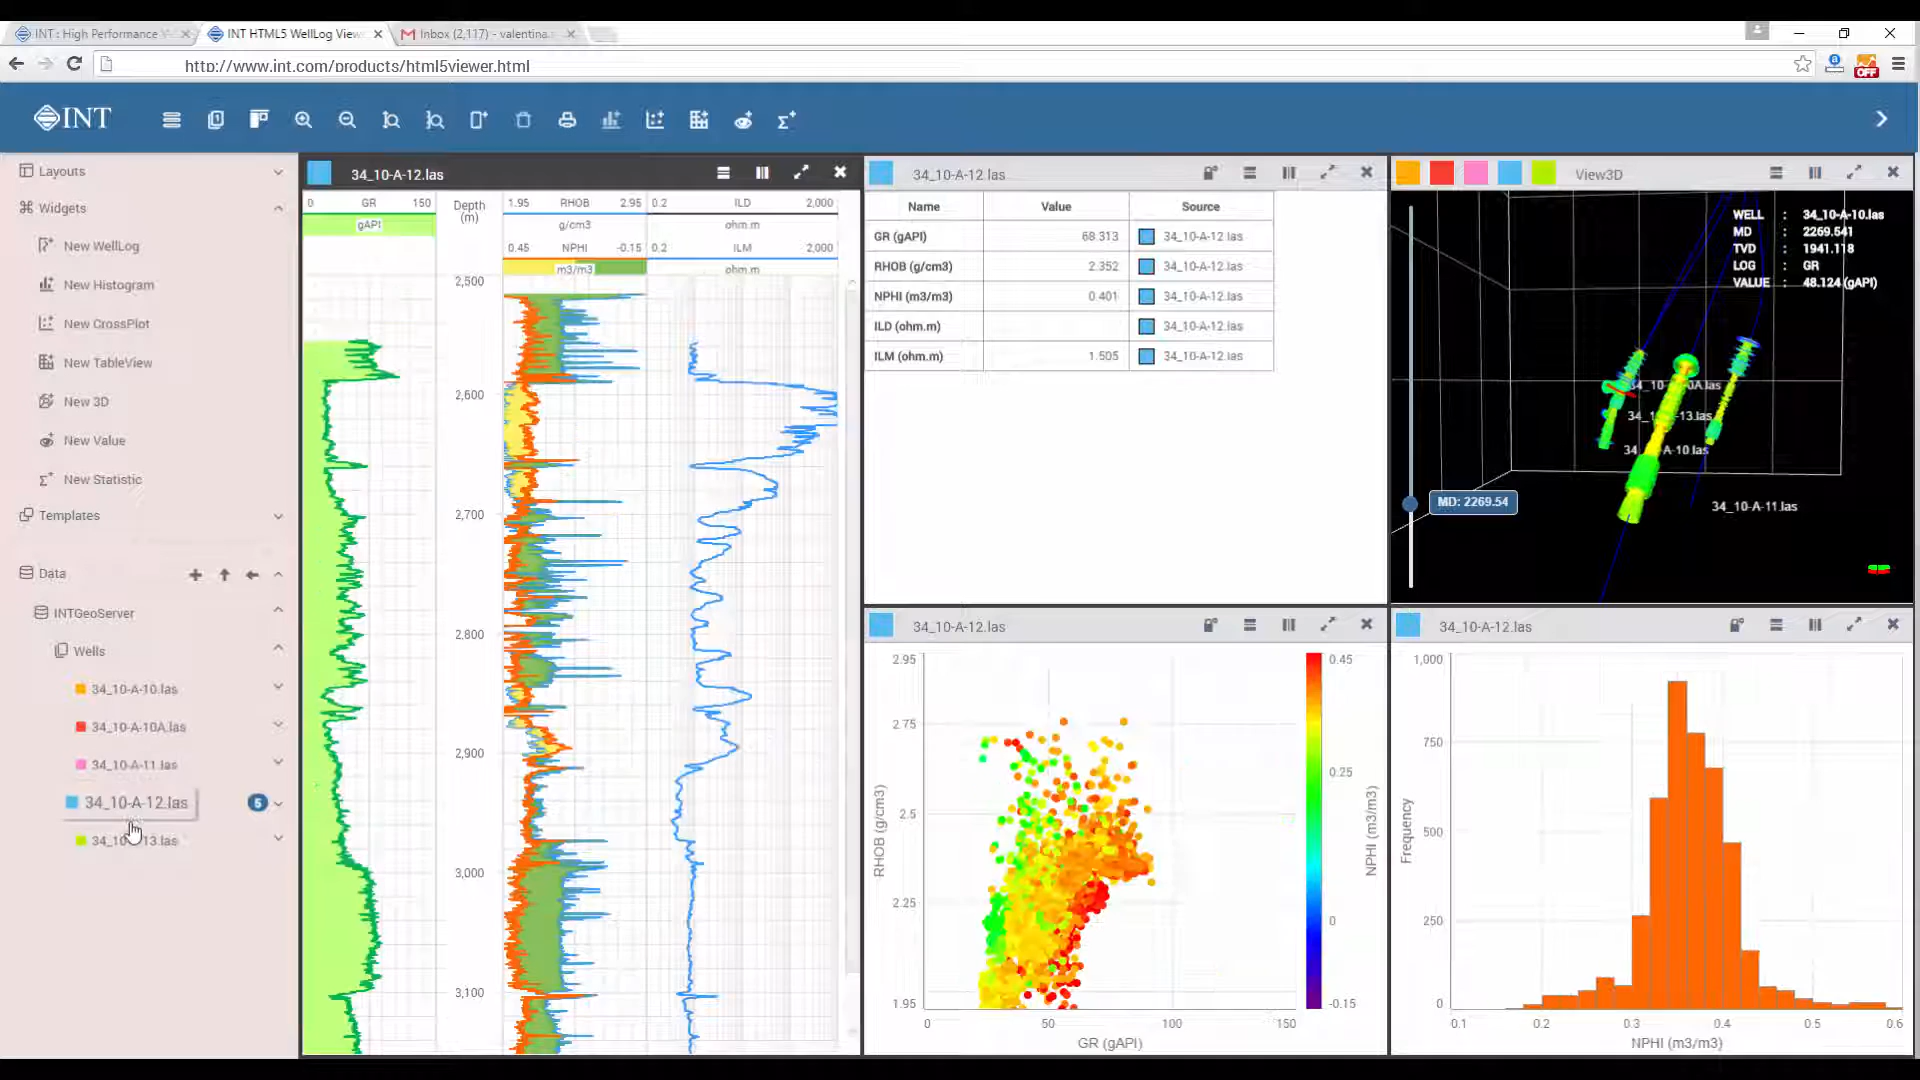 INT : High Performance
INT HTML5 WellLog View
Inbox (2,117) - valentina.
http://www.int.com/products/html5viewer.html
OFF
INT
Layouts
Widgets
New WellLog
New Histogram
New CrossPlot
New TableView
New 3D
New Value
New Statistic
Templates
Data
INTGeoServer
Wells
34_10-A-10.las
34_10-A-10A.las
34_10-A-11.las
34_10-A-12.las
5
13.las
34_10-A-12.las
0 GR 150
gAPI
Depth
(m)
1.95 RHOB 2.95
g/cm3
0.45 NPHI -0.15
m3/m3
0.2 ILD 2,000
ohm.m
0.2 ILM 2,000
ohm.m
2,500
2,600
2,700
2,800
2,900
3,000
3,100
34_10-A-12.las
Name Value Source
GR (gAPI) 68.313 34_10-A-12.las
RHOB (g/cm3) 2.352 34_10-A-12.las
NPHI (m3/m3) 0.401 34_10-A-12.las
ILD (ohm.m) 34_10-A-12.las
ILM (ohm.m) 1.505 34_10-A-12.las
View3D
WELL : 34_10-A-10.las
MD : 2269.541
TVD : 1941.118
LOG : GR
VALUE : 48.124 (gAPI)
MD: 2269.54
34_10-A-11.las
34_10-A-12.las
2.95
2.75
2.5
2.25
1.95
RHOB (g/cm3)
0 50 100 150
GR (gAPI)
0.45
0.25
0
-0.15
NPHI (m3/m3)
34_10-A-12.las
1,000
750
500
250
0
Frequency
0.1 0.2 0.3 0.4 0.5 0.6
NPHI (m3/m3)